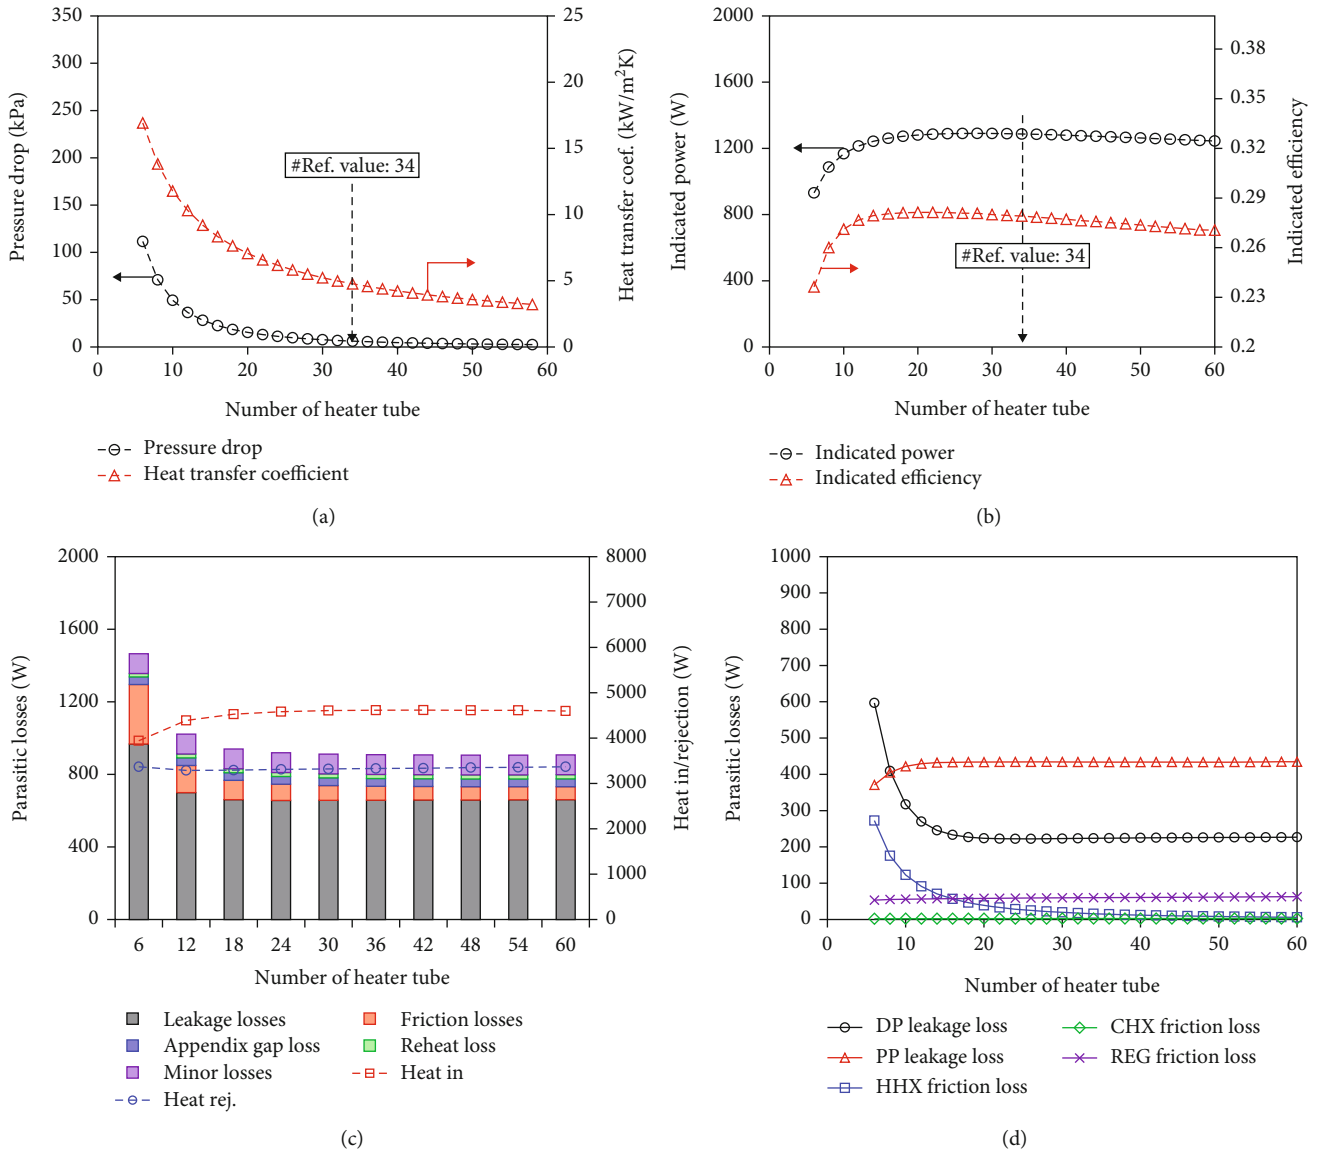 350
300
250
200
150
100
50
0
Pressure drop (kPa)
25
20
15
10
5
0
Heat transfer coef. (kW/m²K)
#Ref. value: 34
0 10 20 30 40 50 60
Number of heater tube
Pressure drop
Heat transfer coefficient
(a)
2000
1600
1200
800
400
0
Indicated power (W)
0.38
0.35
0.32
0.29
0.26
0.23
0.2
Indicated efficiency
#Ref. value: 34
0 10 20 30 40 50 60
Number of heater tube
Indicated power
Indicated efficiency
(b)
2000
1600
1200
800
400
0
Parasitic losses (W)
8000
7000
6000
5000
4000
3000
2000
1000
0
Heat in/rejection (W)
6 12 18 24 30 36 42 48 54 60
Number of heater tube
Leakage losses Friction losses
Appendix gap loss Reheat loss
Minor losses Heat in
Heat rej.
(c)
1000
900
800
700
600
500
400
300
200
100
0
Parasitic losses (W)
0 10 20 30 40 50 60
Number of heater tube
DP leakage loss CHX friction loss
PP leakage loss REG friction loss
HHX friction loss
(d)